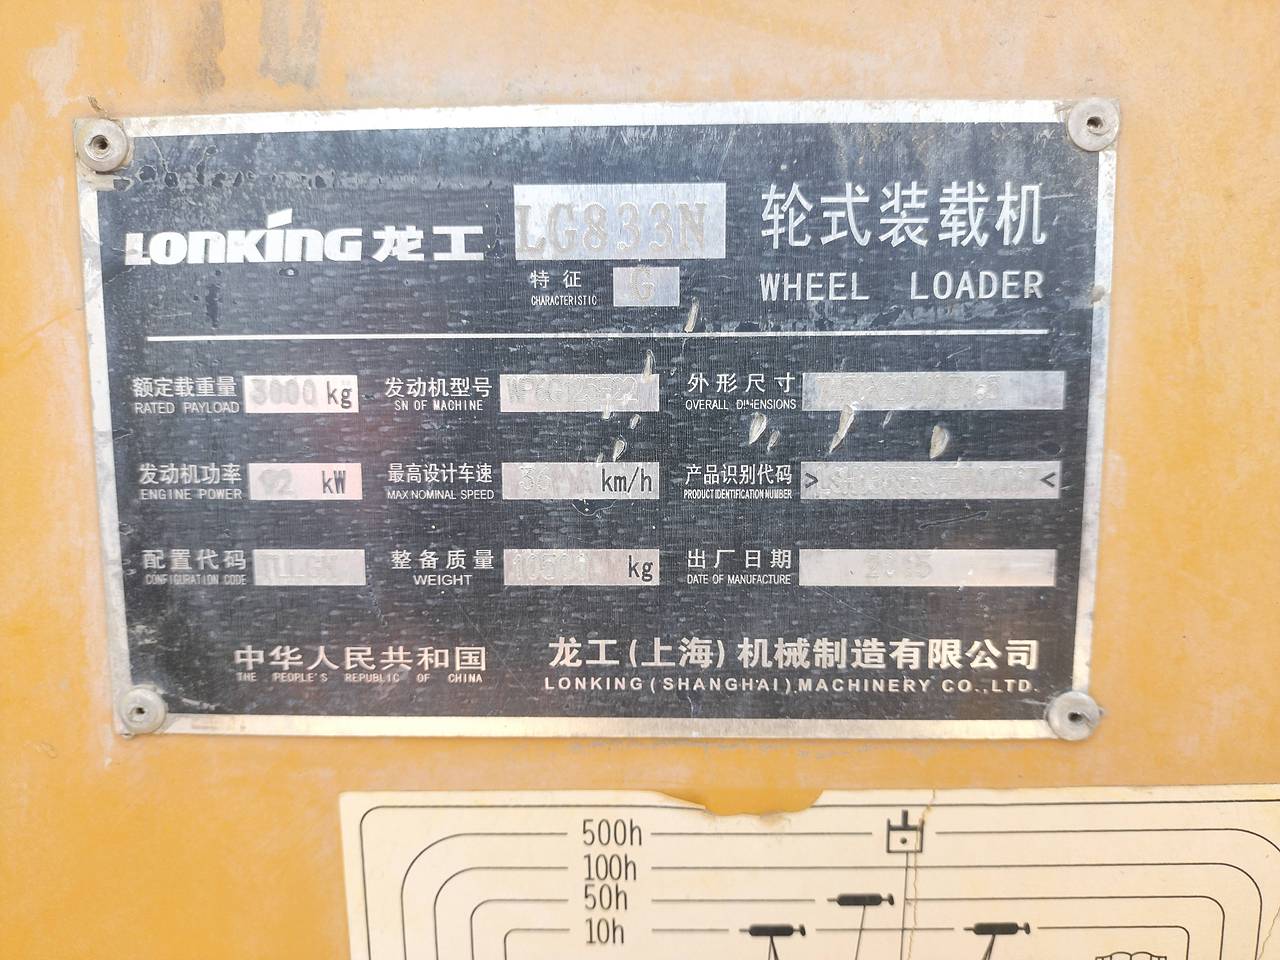 LONKING 龙工 LG833N 轮式装载机
特征 G
CHARACTERISTIC
WHEEL LOADER
额定载重量 3000 kg 发动机型号 外形尺寸
RATED PAYLOAD SN OF MACHINE OVERALL DIMENSIONS
发动机功率 92 kW 最高设计车速 km/h 产品识别代码 > <
ENGINE POWER MAX NOMINAL SPEED PRODUCT IDENTIFICATION NUMBER
配置代码 整备质量 kg 出厂日期
CONFIGURATION CODE WEIGHT DATE OF MANUFACTURE
中华人民共和国 龙工(上海)机械制造有限公司
THE PEOPLE'S REPUBLIC OF CHINA LONKING (SHANGHAI) MACHINERY CO.,LTD.
500h
100h
50h
10h